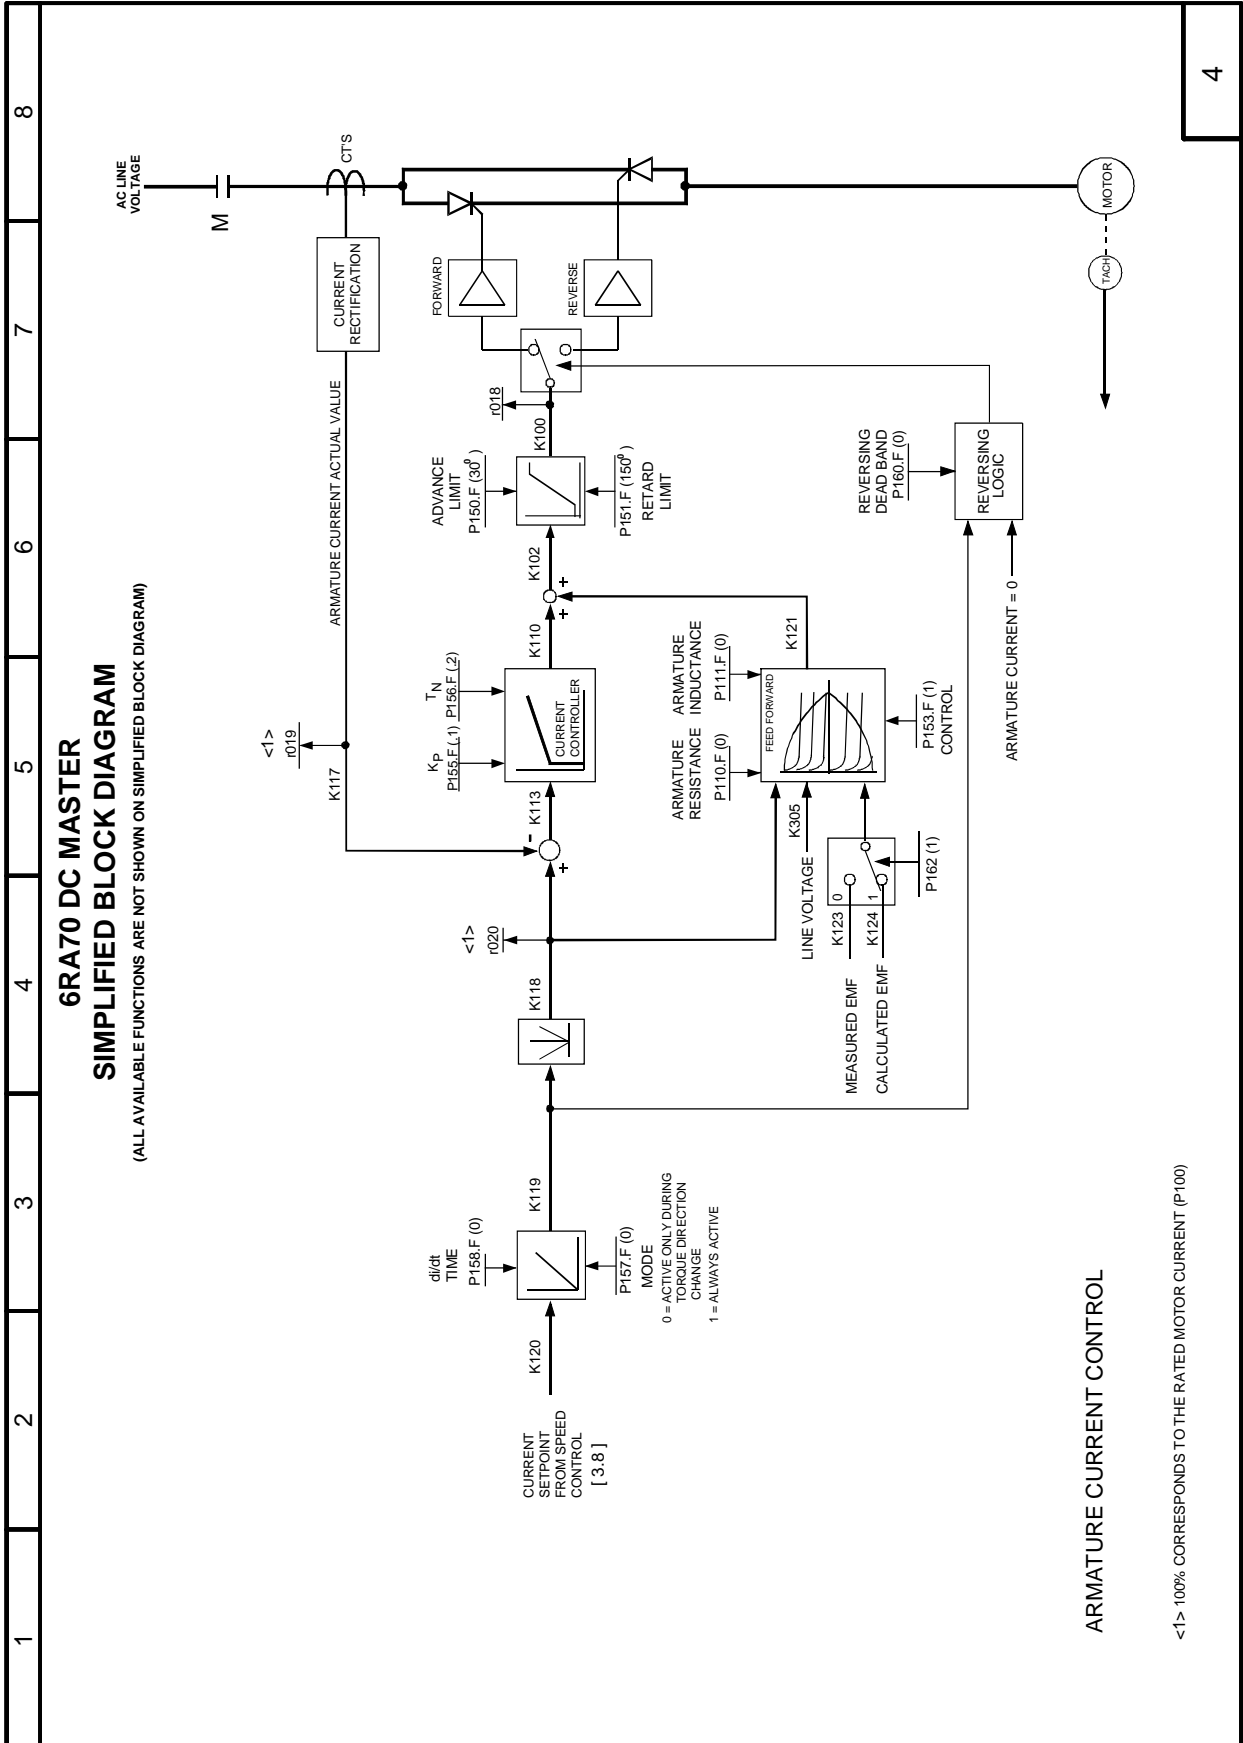 1
2
3
4
5
6
7
8
6RA70 DC MASTER
SIMPLIFIED BLOCK DIAGRAM
(ALL AVAILABLE FUNCTIONS ARE NOT SHOWN ON SIMPLIFIED BLOCK DIAGRAM)
AC LINE
VOLTAGE
M
CT'S
CURRENT
RECTIFICATION
ARMATURE CURRENT ACTUAL VALUE
<1>
r019
K117
CURRENT
SETPOINT
FROM SPEED
CONTROL
[ 3.8 ]
K120
di/dt
TIME
P158.F (0)
P157.F (0)
MODE
0 = ACTIVE ONLY DURING
TORQUE DIRECTION
CHANGE
1 = ALWAYS ACTIVE
K119
K118
<1>
r020
+
-
K113
KP
P155.F (.1)
TN
P156.F (.2)
CURRENT
CONTROLLER
K110
+
+
K102
ADVANCE
LIMIT
P150.F (30⁰ )
P151.F (150⁰ )
RETARD
LIMIT
K100
r018
FORWARD
REVERSE
MEASURED EMF
K123
0
CALCULATED EMF
K124
1
P162 (1)
LINE VOLTAGE
K305
ARMATURE
RESISTANCE
P110.F (0)
ARMATURE
INDUCTANCE
P111.F (0)
FEED FORWARD
P153.F (1)
CONTROL
K121
ARMATURE CURRENT = 0
REVERSING
DEAD BAND
P160.F (0)
REVERSING
LOGIC
MOTOR
TACH
ARMATURE CURRENT CONTROL
<1> 100% CORRESPONDS TO THE RATED MOTOR CURRENT (P100)
4